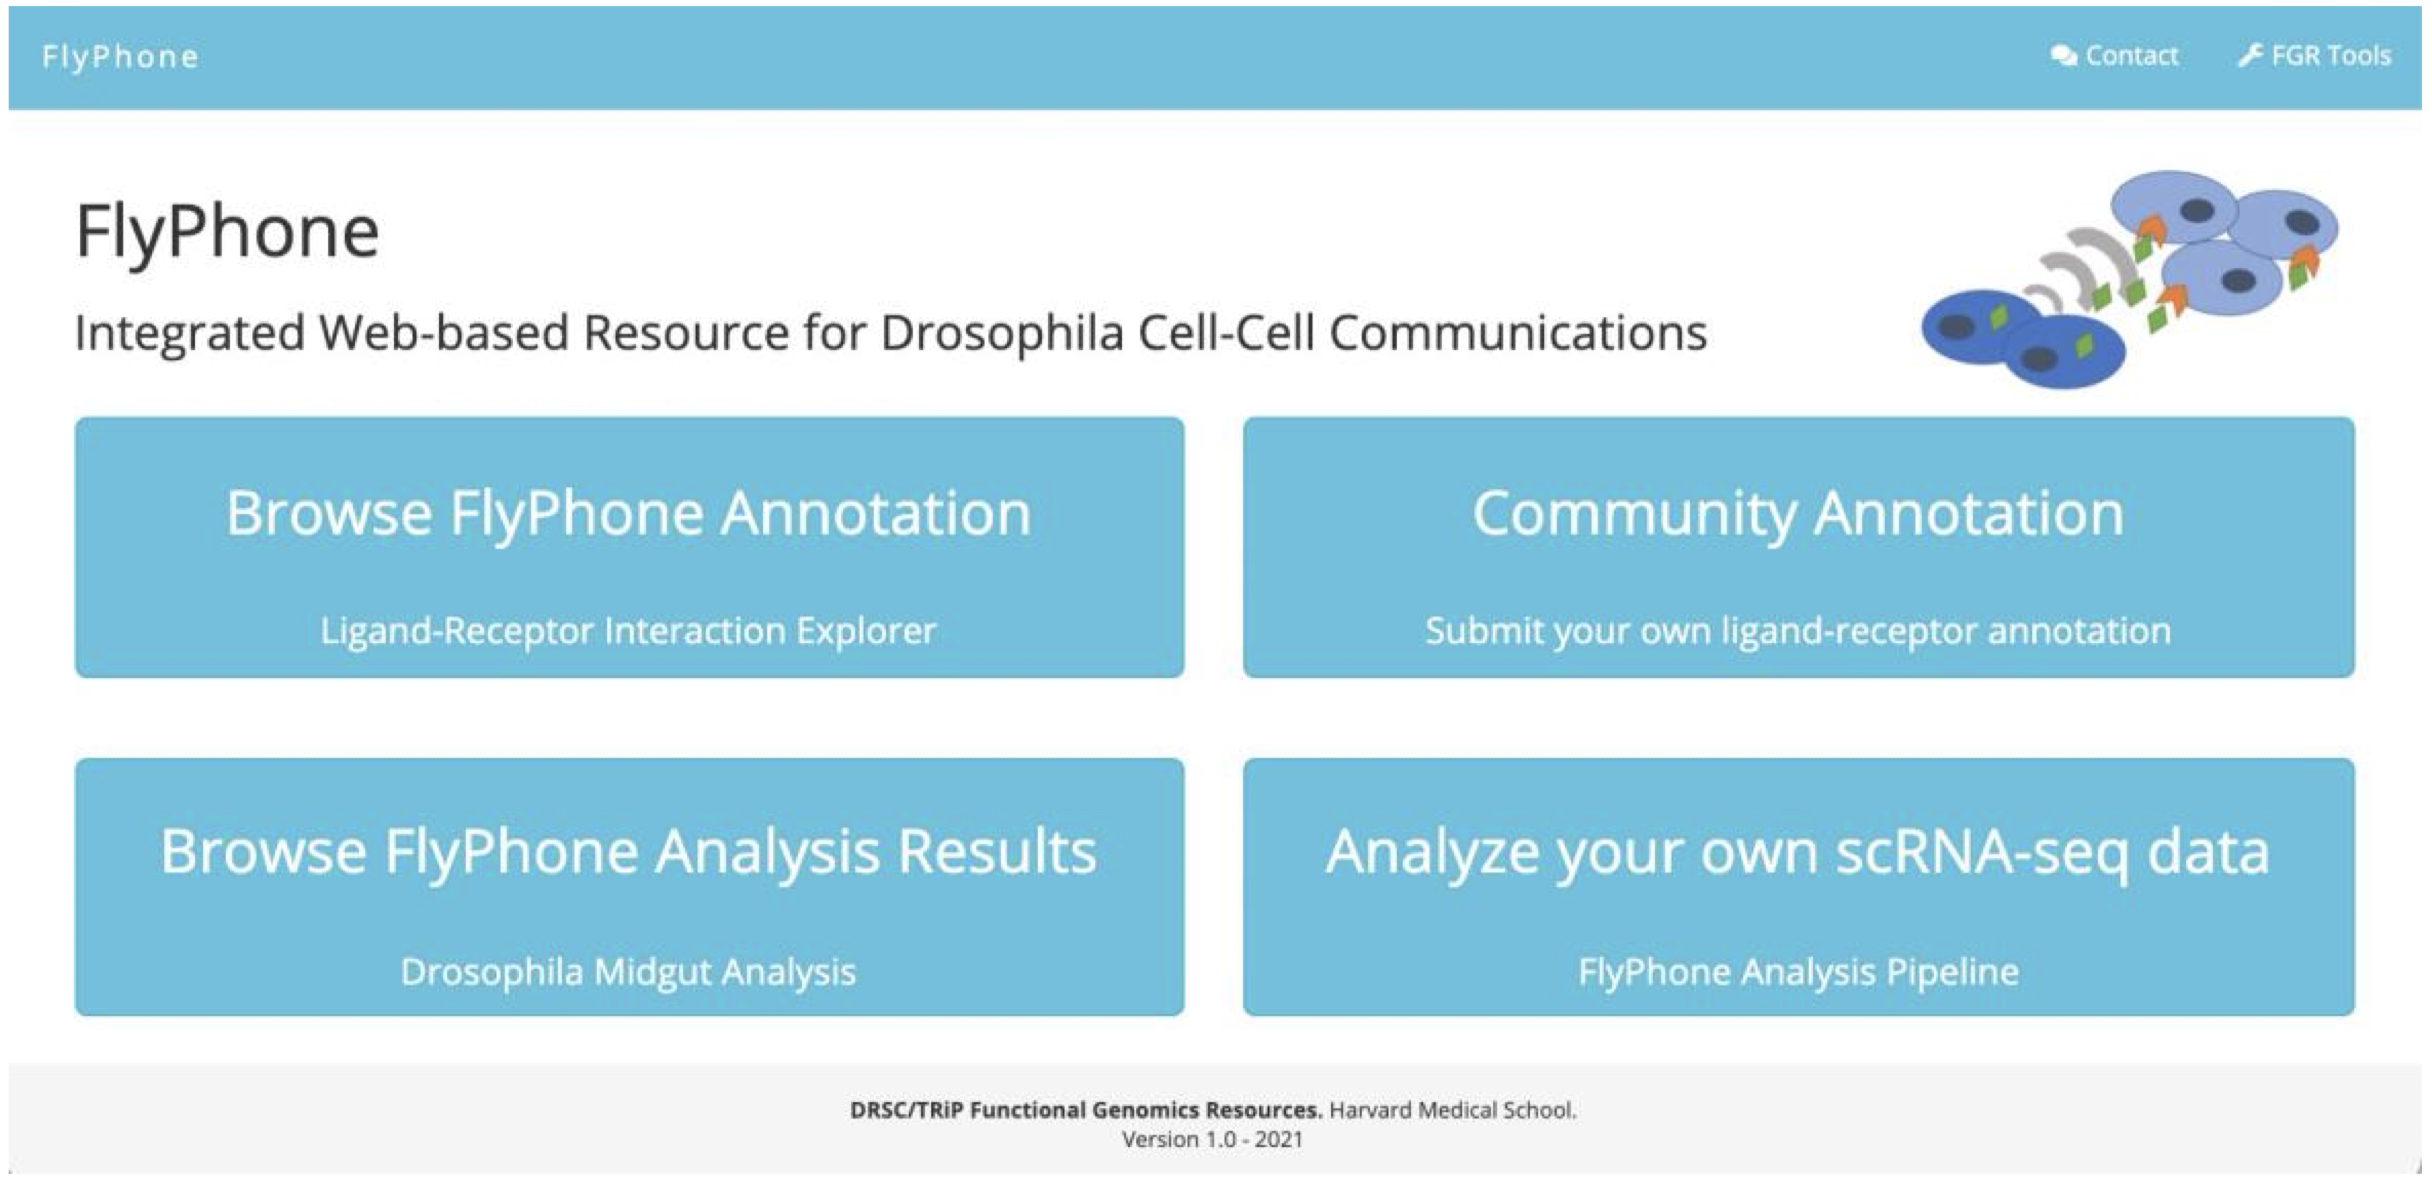 FlyPhone
Contact
FGR Tools
FlyPhone
Integrated Web-based Resource for Drosophila Cell-Cell Communications
Browse FlyPhone Annotation
Ligand-Receptor Interaction Explorer
Community Annotation
Submit your own ligand-receptor annotation
Browse FlyPhone Analysis Results
Drosophila Midgut Analysis
Analyze your own scRNA-seq data
FlyPhone Analysis Pipeline
DRSC/TRiP Functional Genomics Resources. Harvard Medical School.
Version 1.0 - 2021